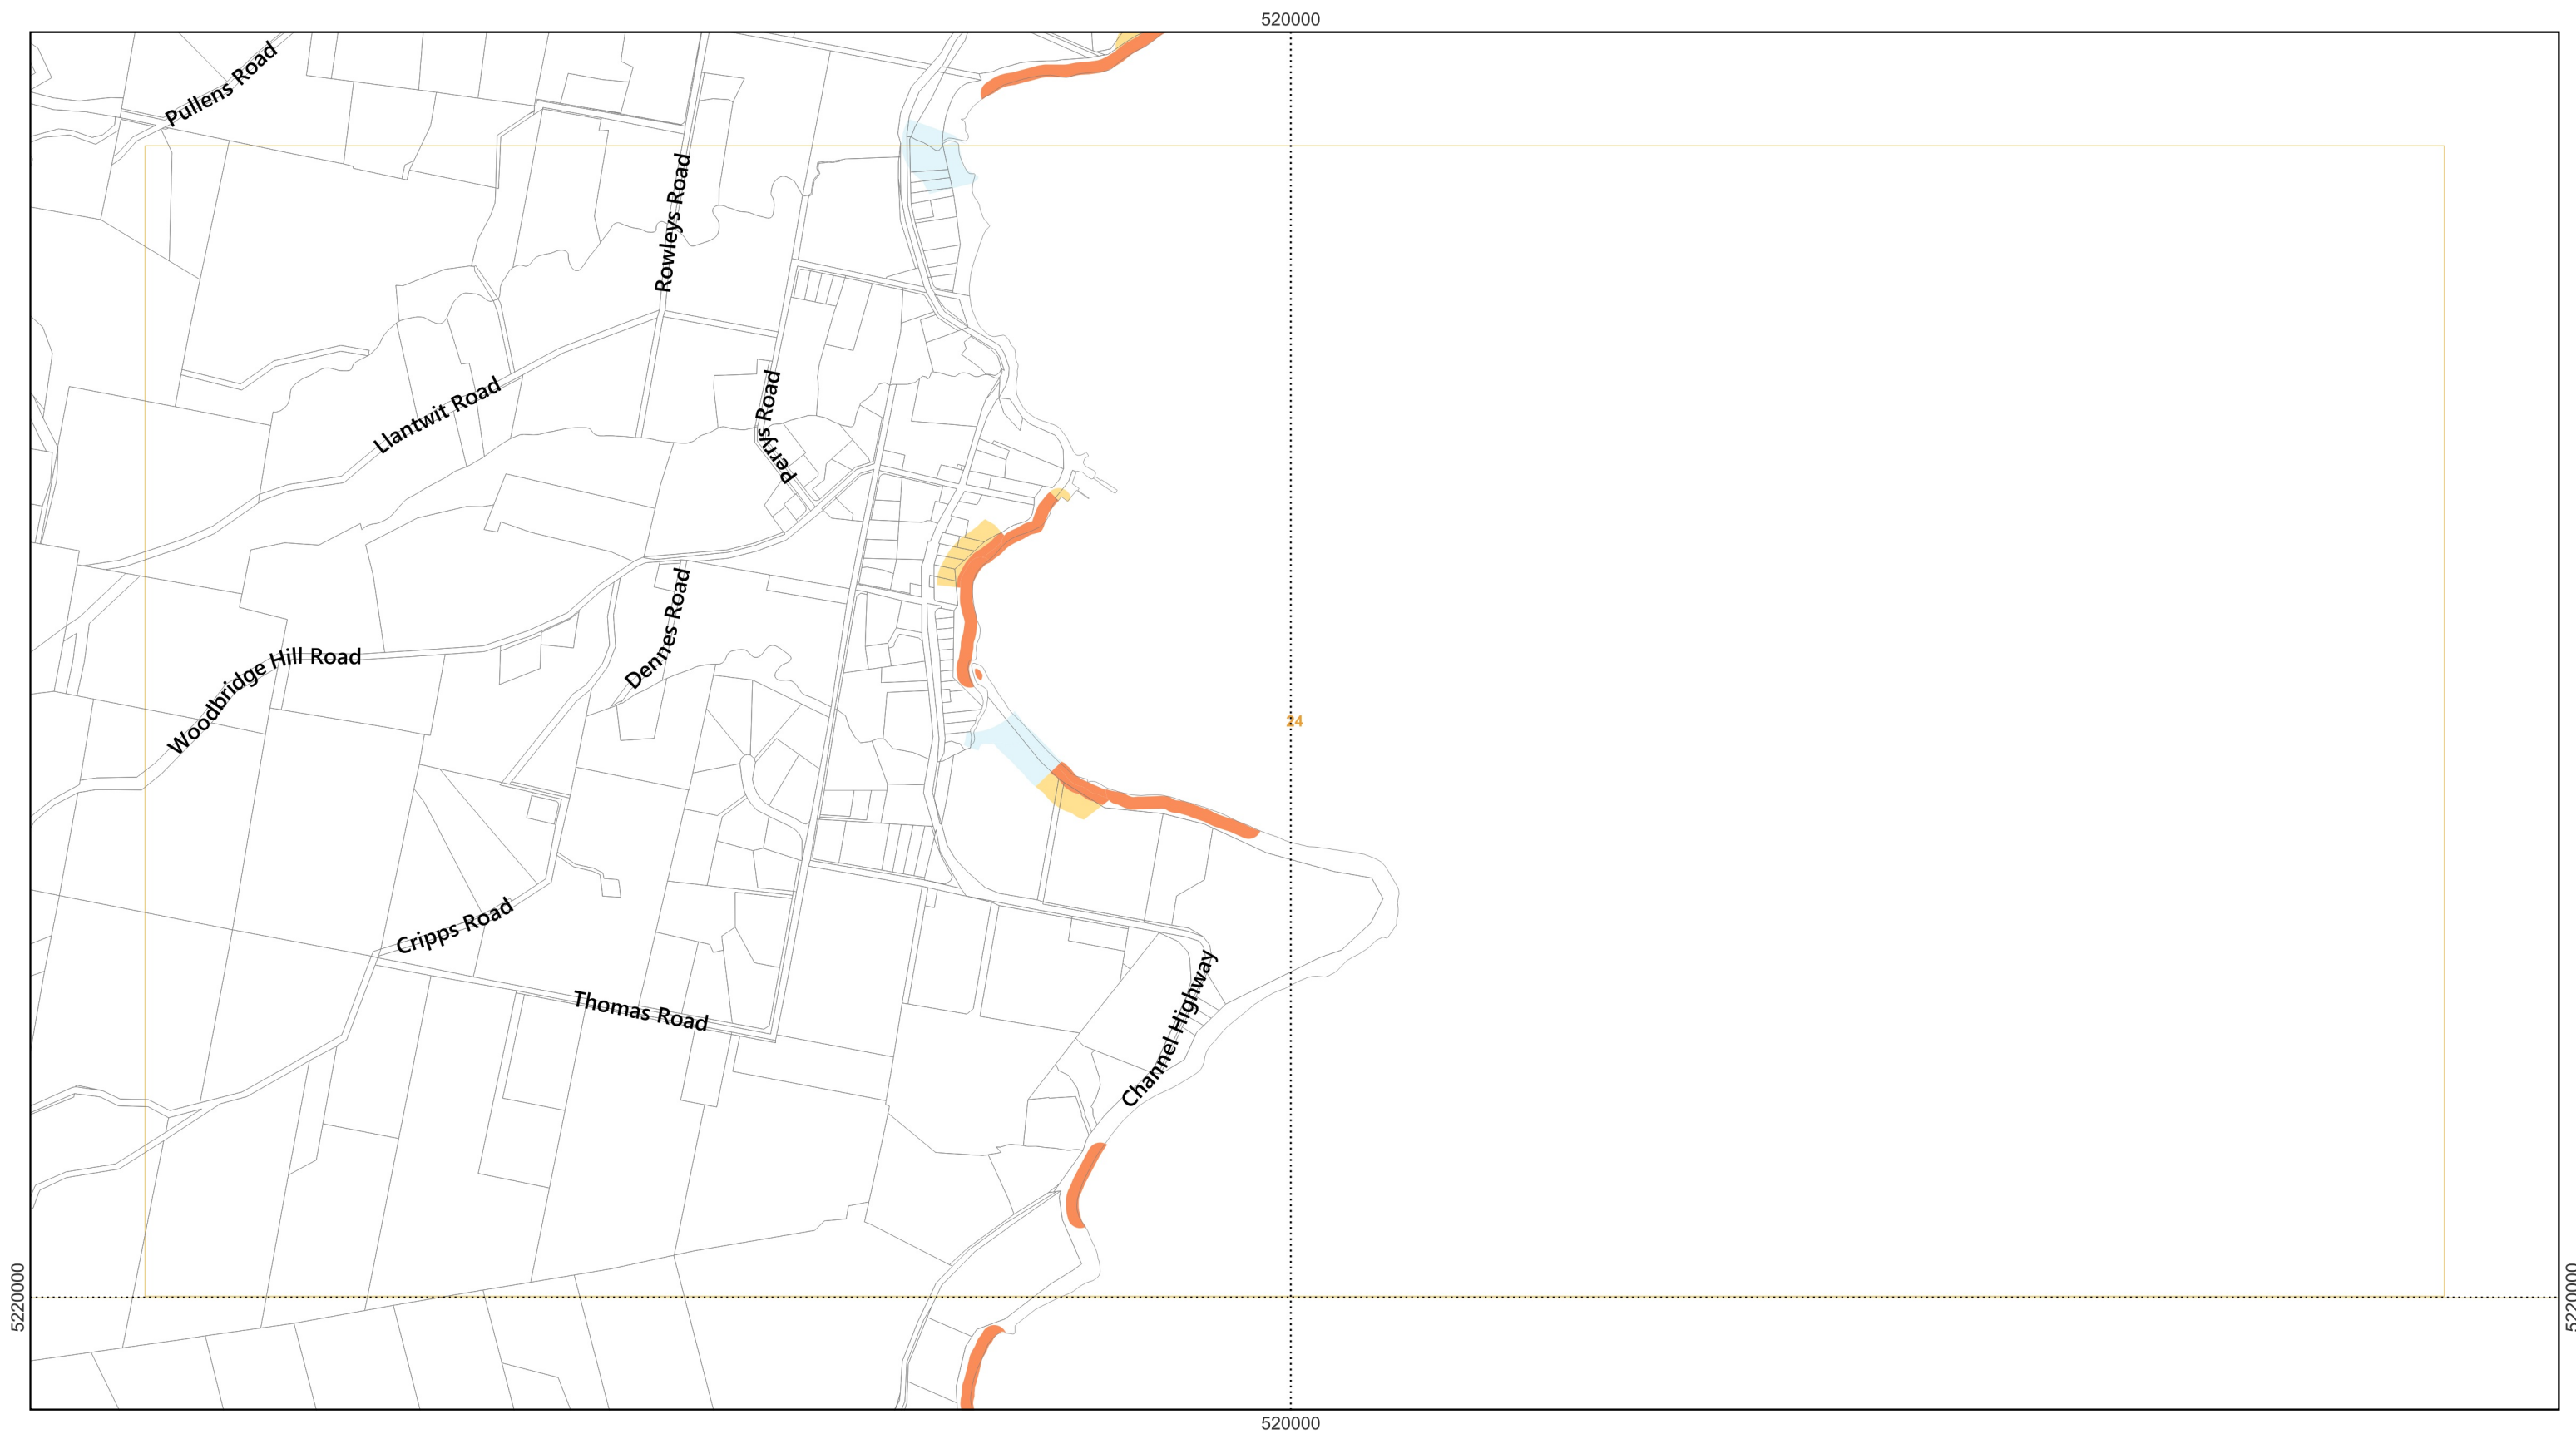 520000
Pullens Road
Rowleys Road
Llantwit Road
Perrys Road
Dennes Road
Woodbridge Hill Road
24
Cripps Road
Thomas Road
Channel Highway
5220000
5220000
520000